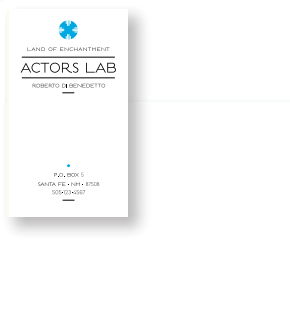 LAND OF ENCHANTMENT
ACTORS LAB
ROBERTO DI BENEDETTO
P.O. BOX 5
SANTA FE • NM • 87508
505•123•4567